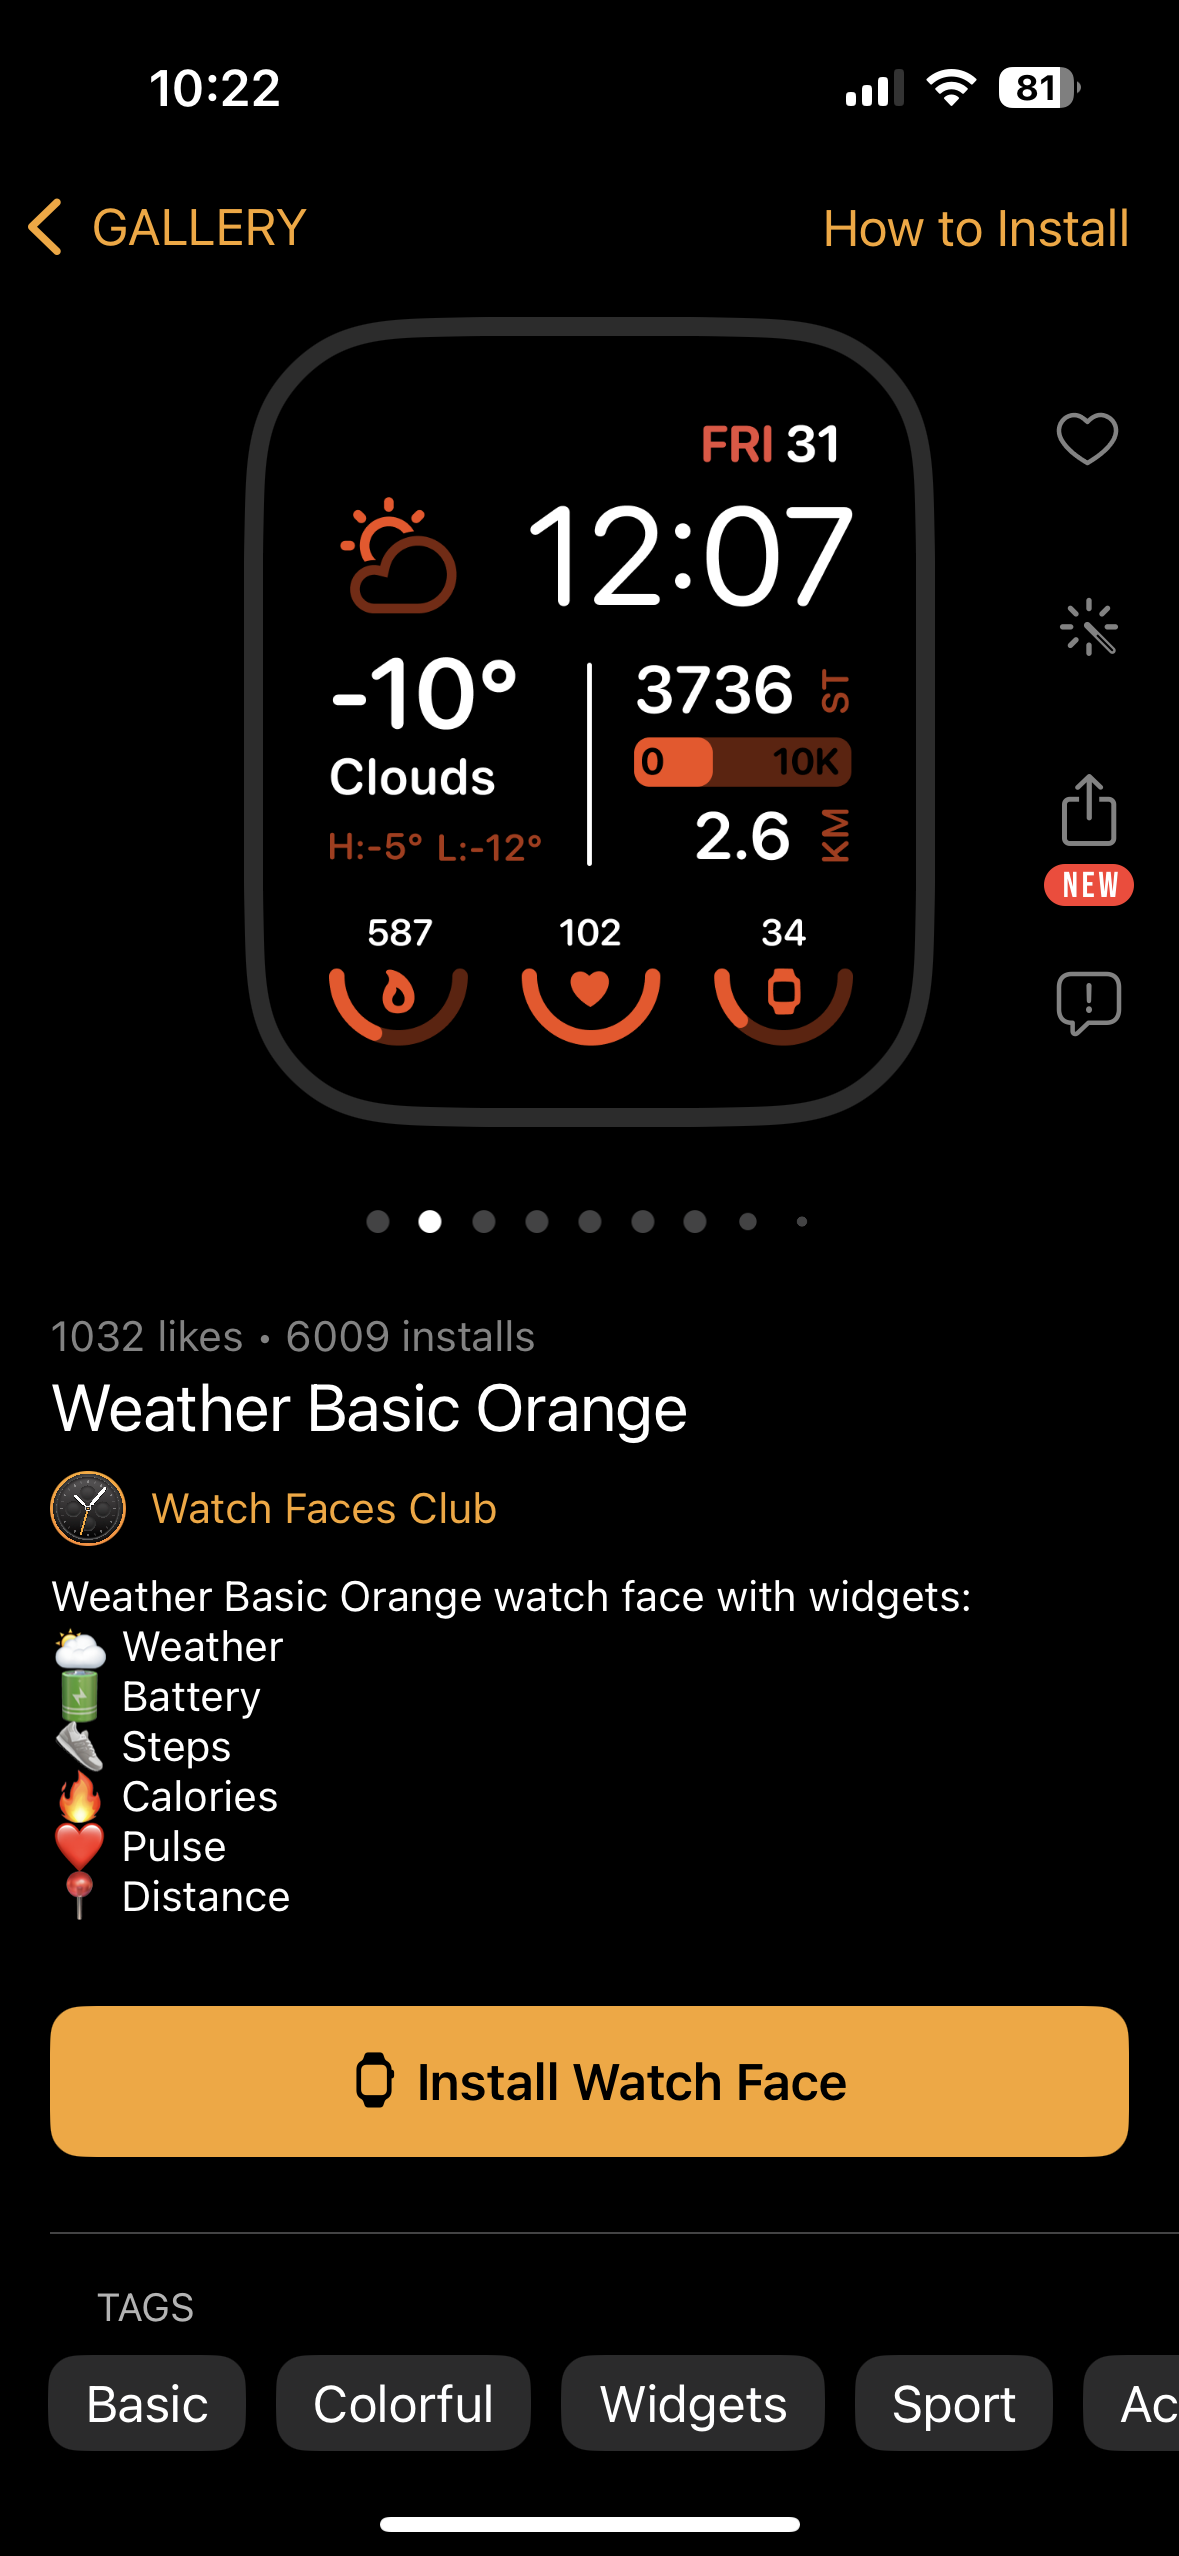 10:22
81
GALLERY
How to Install
FRI 31
12:07
-10°
Clouds
H:-5° L:-12°
3736 ST
0 10K
2.6 KM
587
102
34
NEW
1032 likes • 6009 installs
Weather Basic Orange
Watch Faces Club
Weather Basic Orange watch face with widgets:
Weather
Battery
Steps
Calories
Pulse
Distance
Install Watch Face
TAGS
Basic
Colorful
Widgets
Sport
Ac